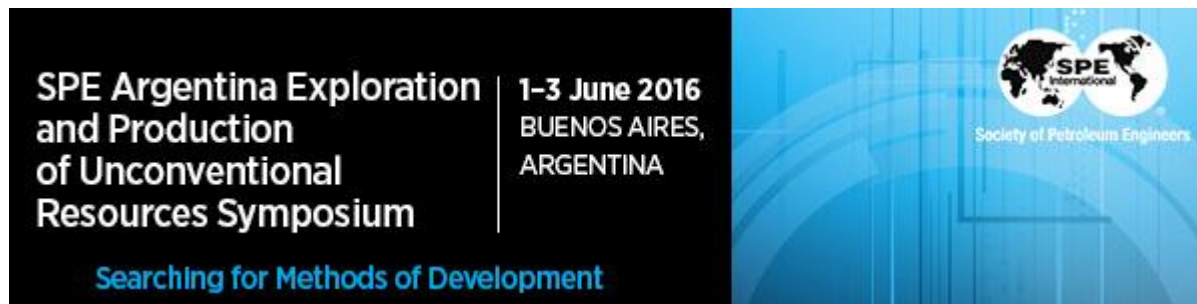 SPE Argentina Exploration
and Production
of Unconventional
Resources Symposium
1–3 June 2016
BUENOS AIRES,
ARGENTINA
Searching for Methods of Development
SPE
International
Society of Petroleum Engineers